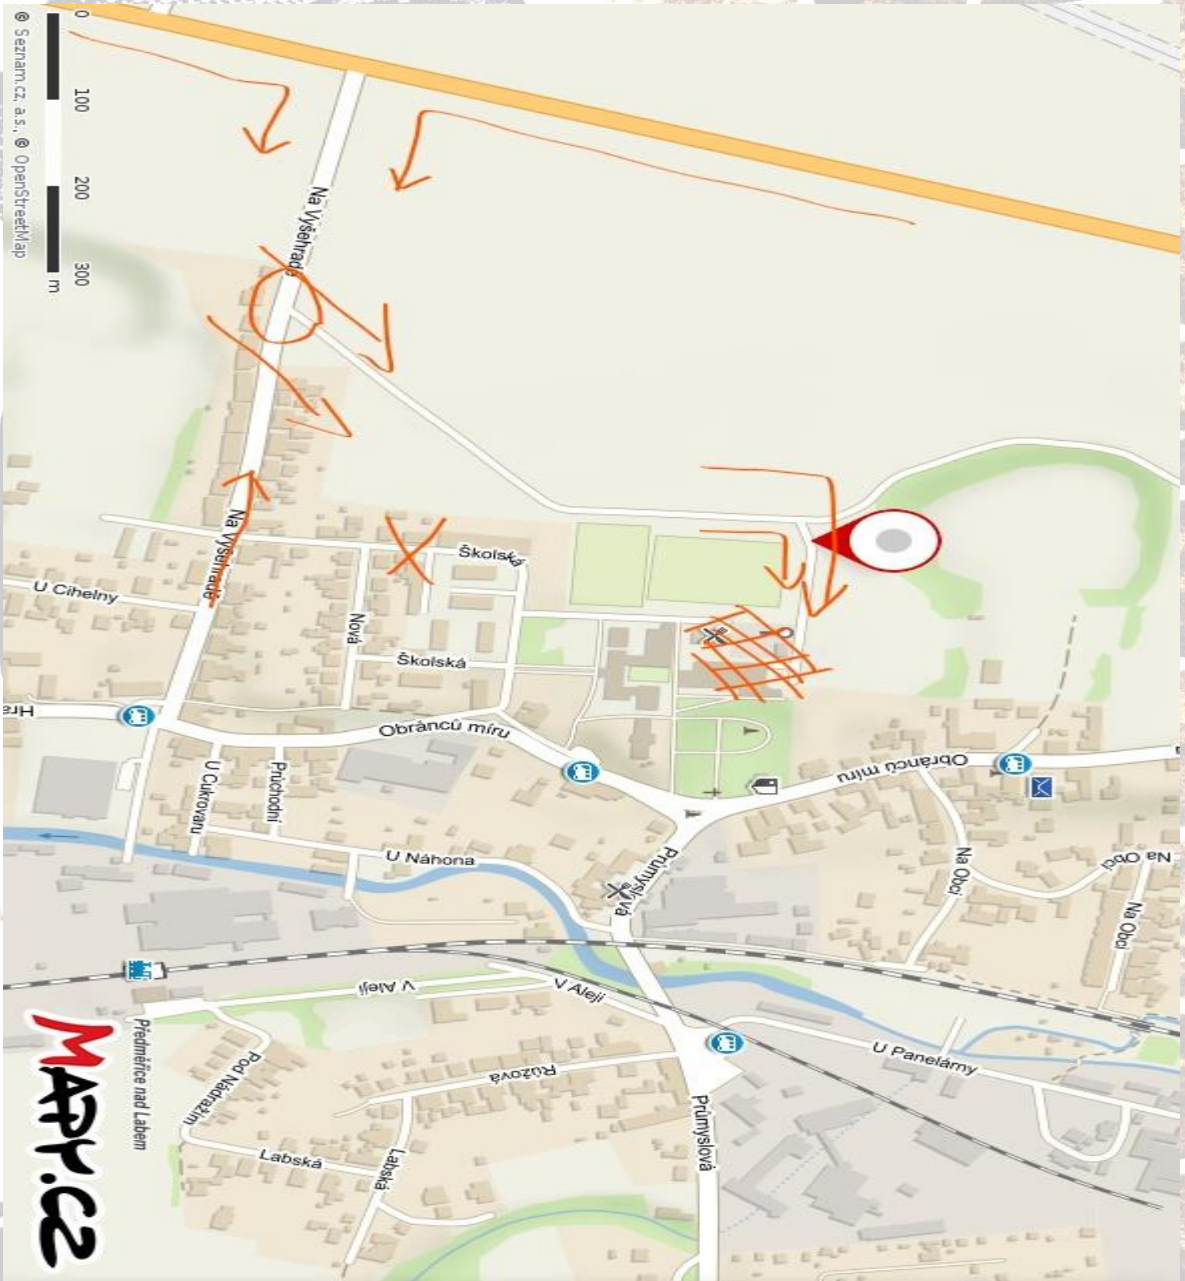 © Seznam.cz, a.s., © OpenStreetMap
0 100 200 300 m
Na Vyšehradě
Na Vyšehradě
Školská
U Cihelny
Nová
Školská
Hra
Obránců míru
Obránců míru
Průchodní
U Cukrovaru
U Náhona
Průmyslová
Na Obci
Na Obci
Na Obci
V Aleji
V Aleji
U Panelárny
Předměřice nad Labem
Pod Nádražím
Růžová
Průmyslová
Labská
Labská
MAPY.CZ